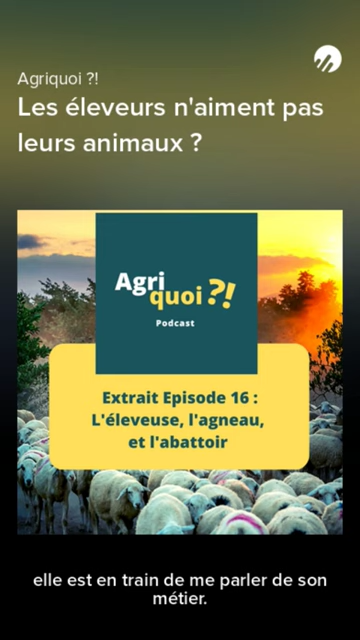 Agriquoi ?!
Les éleveurs n'aiment pas
leurs animaux ?
Agri
quoi ?!
Podcast
Extrait Episode 16 :
L'éleveuse, l'agneau,
et l'abattoir
elle est en train de me parler de son
métier.